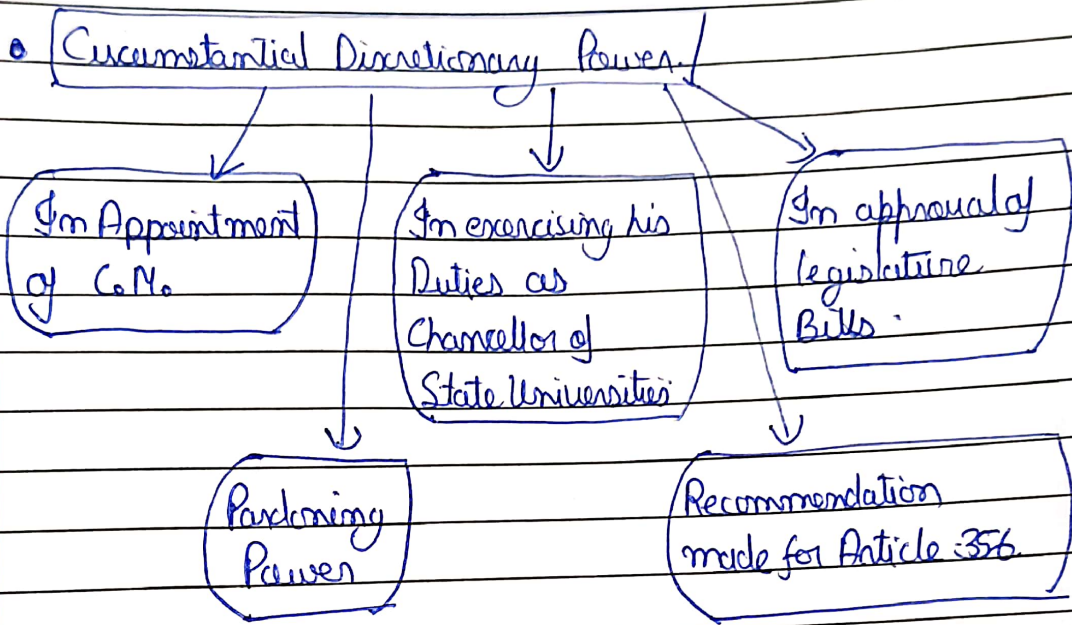 Circumstantial Discretionary Power
In Appointment
of C.M.
In exercising his
Duties as
Chancellor of
State Universities
In approval of
legislature
Bills.
Pardoning
Power
Recommendation
made for Article :356.